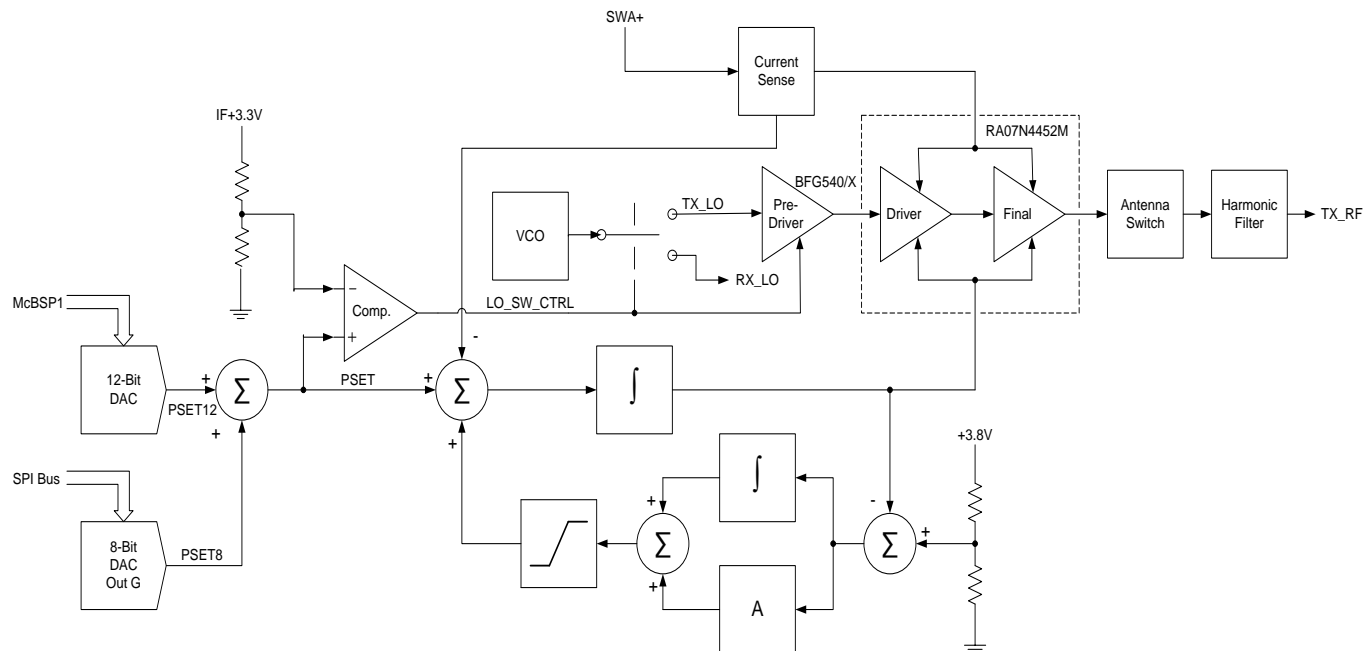 SWA+
Current
Sense
IF+3.3V
RA07N4452M
BFG540/X
TX_LO
Pre-
Driver
Driver
Final
Antenna
Switch
Harmonic
Filter
TX_RF
VCO
RX_LO
McBSP1
−
Comp.
+
LO_SW_CTRL
-
12-Bit
DAC
+
PSET12
+
Σ
PSET
+
Σ
+
∫
+3.8V
SPI Bus
8-Bit
DAC
Out G
PSET8
∫
+
Σ
+
-
Σ
+
A